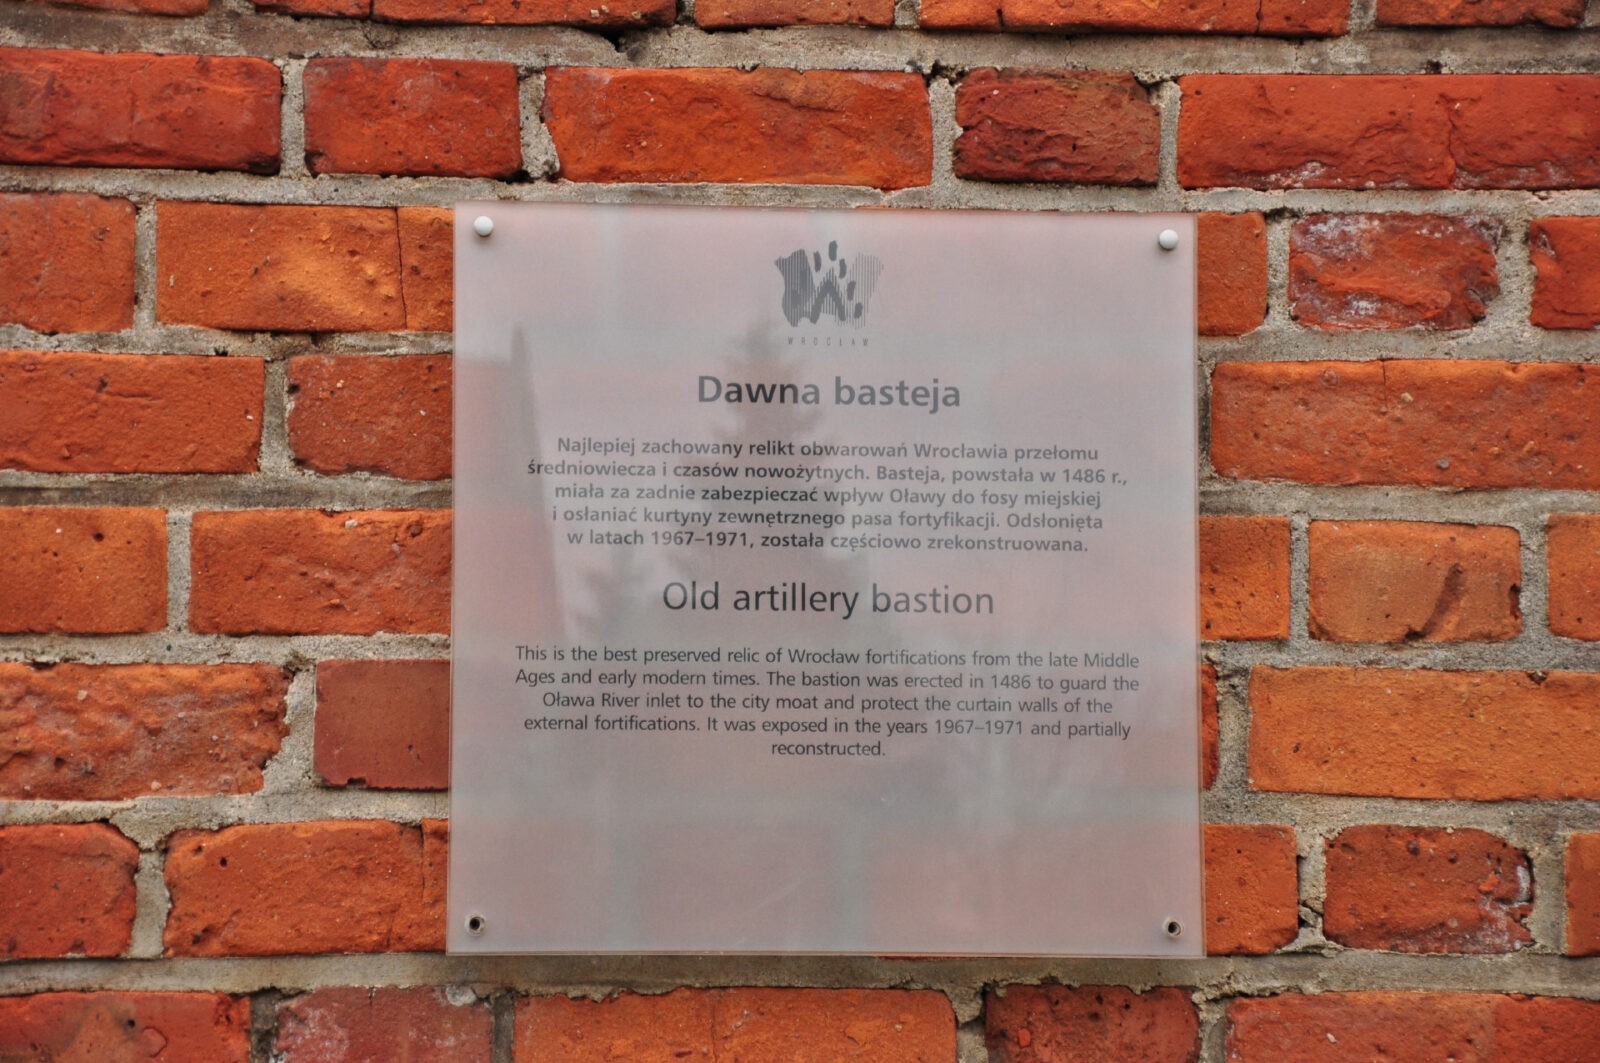 WROCŁAW
Dawna basteja
Najlepiej zachowany relikt obwarowań Wrocławia przełomu
średniowiecza i czasów nowożytnych. Basteja, powstała w 1486 r.,
miała za zadnie zabezpieczać wpływ Oławy do fosy miejskiej
i osłaniać kurtyny zewnętrznego pasa fortyfikacji. Odsłonięta
w latach 1967–1971, została częściowo zrekonstruowana.
Old artillery bastion
This is the best preserved relic of Wrocław fortifications from the late Middle
Ages and early modern times. The bastion was erected in 1486 to guard the
Oława River inlet to the city moat and protect the curtain walls of the
external fortifications. It was exposed in the years 1967–1971 and partially
reconstructed.